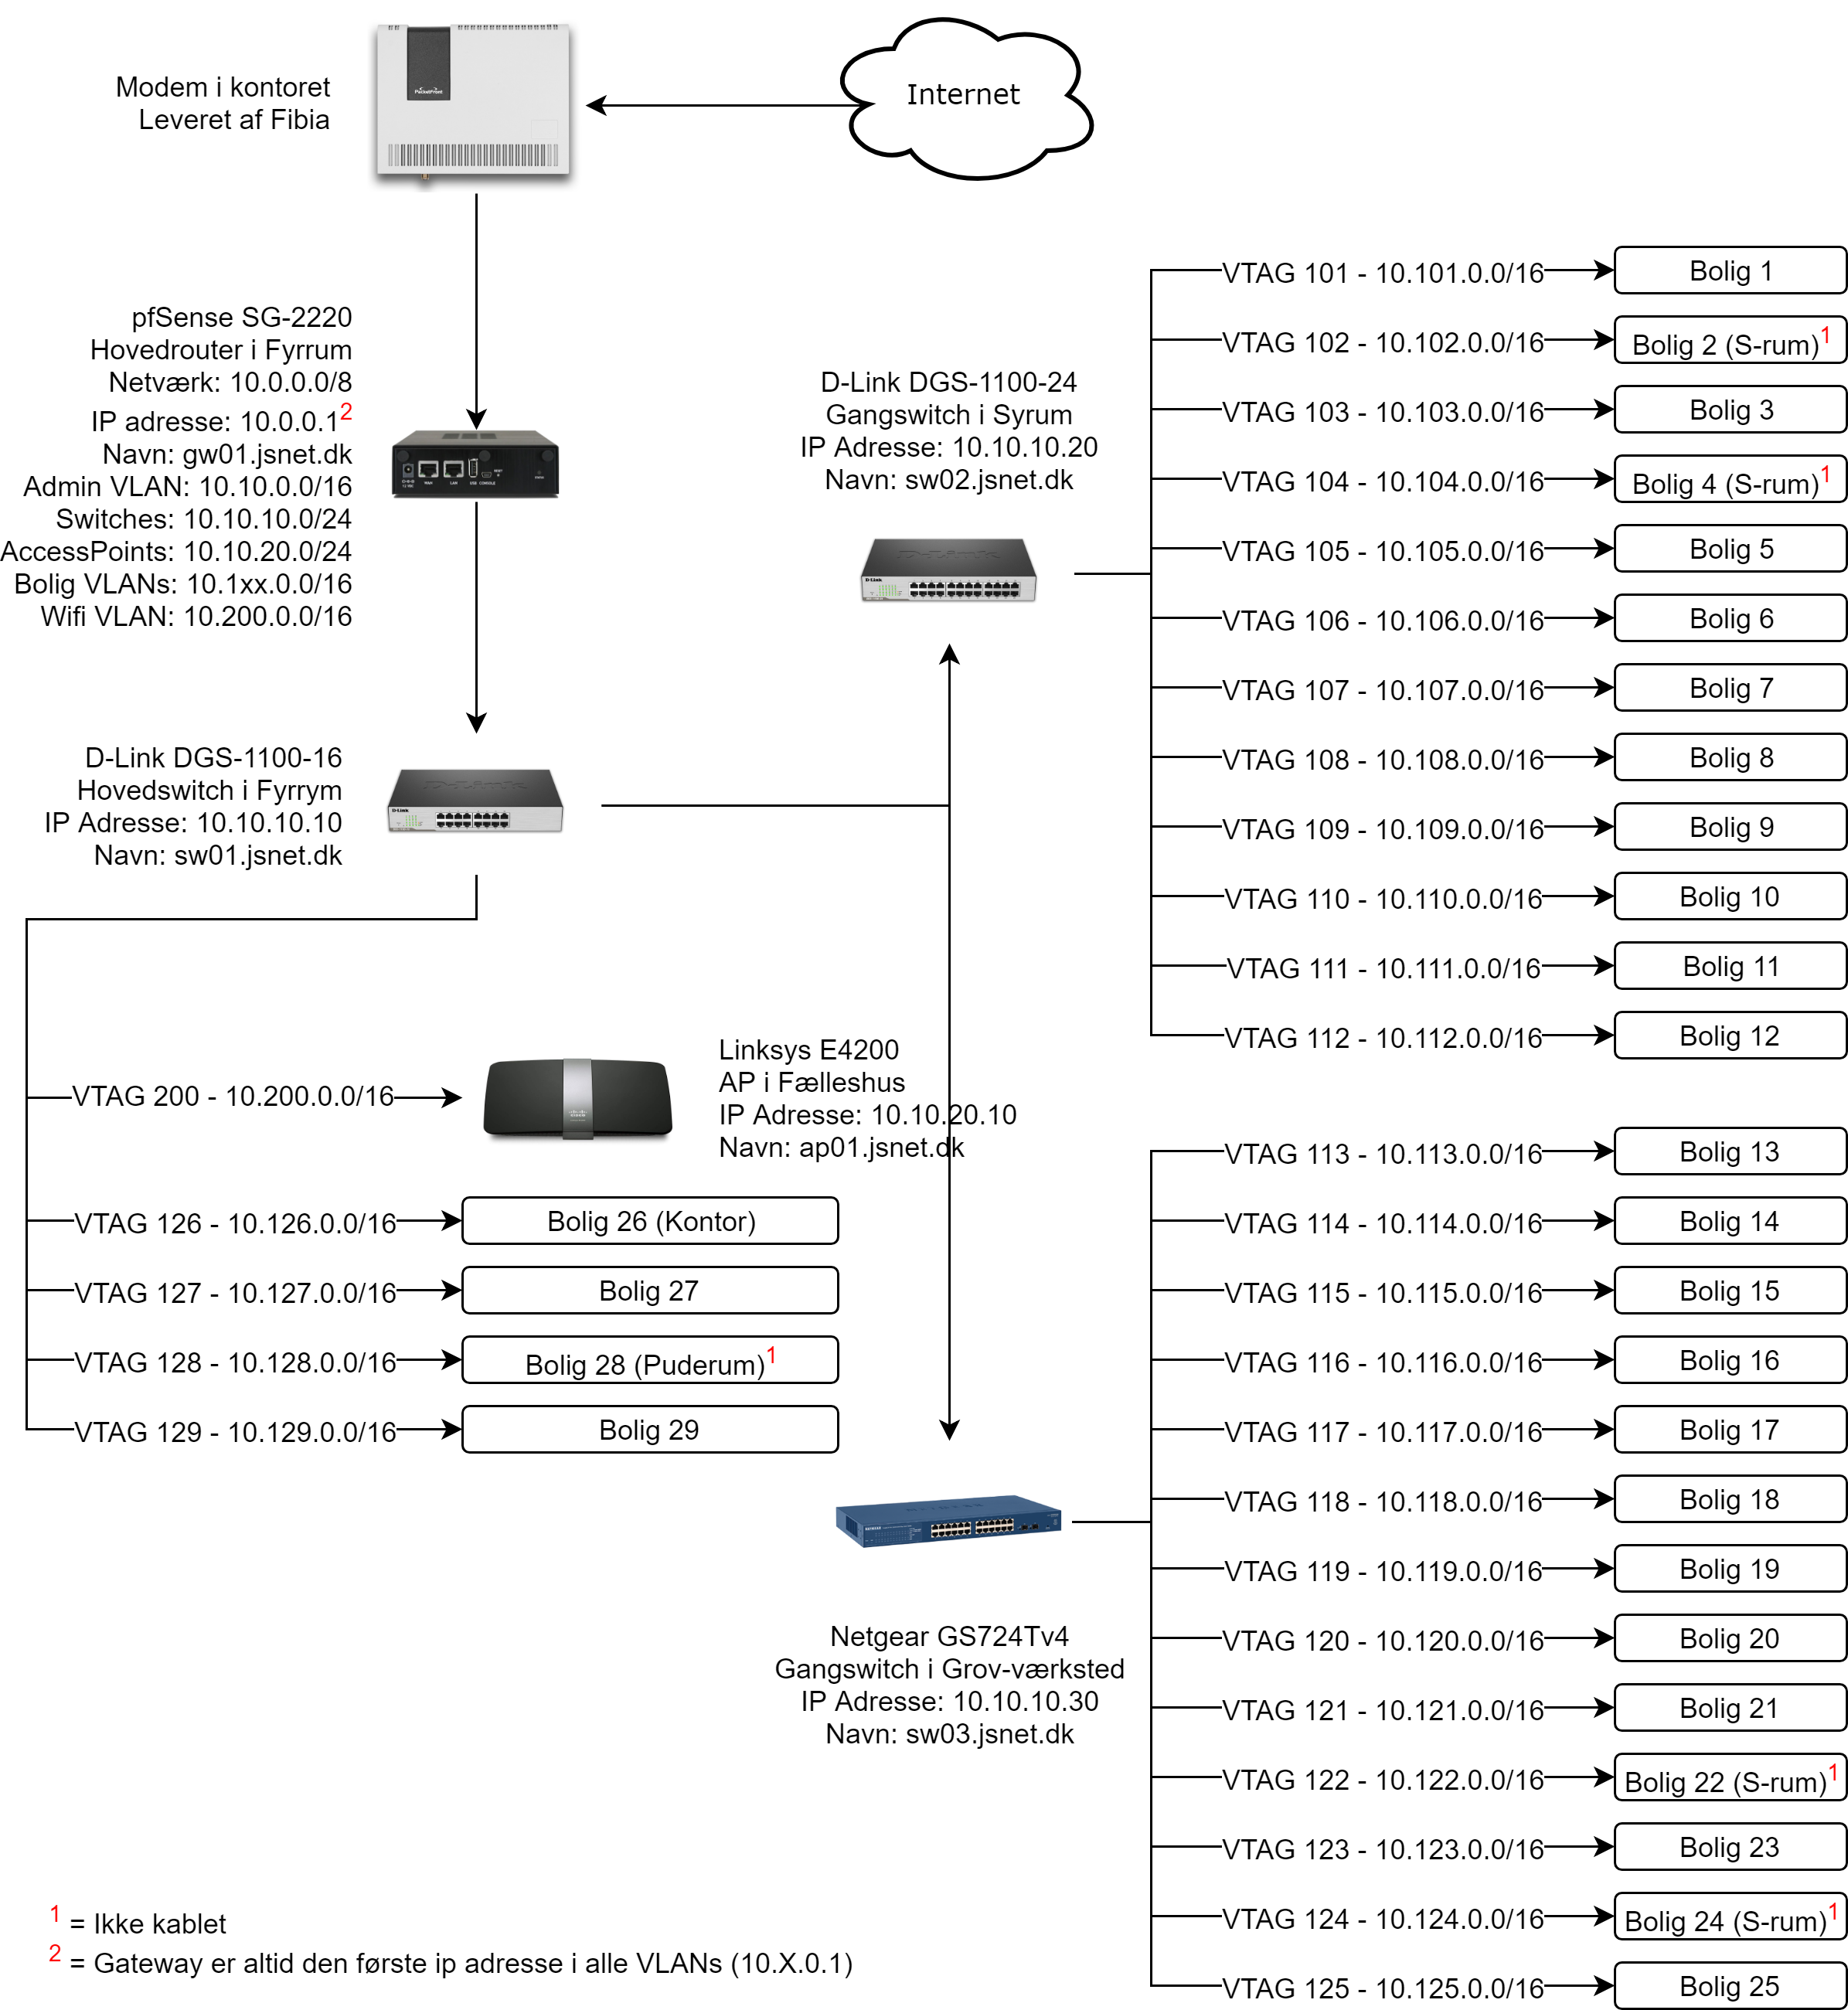 Modem i kontoret
Leveret af Fibia
PacketFront
Internet
pfSense SG-2220
Hovedrouter i Fyrrum
Netværk: 10.0.0.0/8
IP adresse: 10.0.0.1²
Navn: gw01.jsnet.dk
Admin VLAN: 10.10.0.0/16
Switches: 10.10.10.0/24
AccessPoints: 10.10.20.0/24
Bolig VLANs: 10.1xx.0.0/16
Wifi VLAN: 10.200.0.0/16
WAN LAN USB CONSOLE
D-Link DGS-1100-16
Hovedswitch i Fyrrym
IP Adresse: 10.10.10.10
Navn: sw01.jsnet.dk
D-Link
D-Link
VTAG 200 - 10.200.0.0/16
Linksys E4200
AP i Fælleshus
IP Adresse: 10.10.20.10
Navn: ap01.jsnet.dk
VTAG 126 - 10.126.0.0/16 Bolig 26 (Kontor)
VTAG 127 - 10.127.0.0/16 Bolig 27
VTAG 128 - 10.128.0.0/16 Bolig 28 (Puderum)¹
VTAG 129 - 10.129.0.0/16 Bolig 29
D-Link DGS-1100-24
Gangswitch i Syrum
IP Adresse: 10.10.10.20
Navn: sw02.jsnet.dk
D-Link
D-Link
VTAG 101 - 10.101.0.0/16 Bolig 1
VTAG 102 - 10.102.0.0/16 Bolig 2 (S-rum)¹
VTAG 103 - 10.103.0.0/16 Bolig 3
VTAG 104 - 10.104.0.0/16 Bolig 4 (S-rum)¹
VTAG 105 - 10.105.0.0/16 Bolig 5
VTAG 106 - 10.106.0.0/16 Bolig 6
VTAG 107 - 10.107.0.0/16 Bolig 7
VTAG 108 - 10.108.0.0/16 Bolig 8
VTAG 109 - 10.109.0.0/16 Bolig 9
VTAG 110 - 10.110.0.0/16 Bolig 10
VTAG 111 - 10.111.0.0/16 Bolig 11
VTAG 112 - 10.112.0.0/16 Bolig 12
Netgear GS724Tv4
Gangswitch i Grov-værksted
IP Adresse: 10.10.10.30
Navn: sw03.jsnet.dk
VTAG 113 - 10.113.0.0/16 Bolig 13
VTAG 114 - 10.114.0.0/16 Bolig 14
VTAG 115 - 10.115.0.0/16 Bolig 15
VTAG 116 - 10.116.0.0/16 Bolig 16
VTAG 117 - 10.117.0.0/16 Bolig 17
VTAG 118 - 10.118.0.0/16 Bolig 18
VTAG 119 - 10.119.0.0/16 Bolig 19
VTAG 120 - 10.120.0.0/16 Bolig 20
VTAG 121 - 10.121.0.0/16 Bolig 21
VTAG 122 - 10.122.0.0/16 Bolig 22 (S-rum)¹
VTAG 123 - 10.123.0.0/16 Bolig 23
VTAG 124 - 10.124.0.0/16 Bolig 24 (S-rum)¹
VTAG 125 - 10.125.0.0/16 Bolig 25
¹ = Ikke kablet
² = Gateway er altid den første ip adresse i alle VLANs (10.X.0.1)